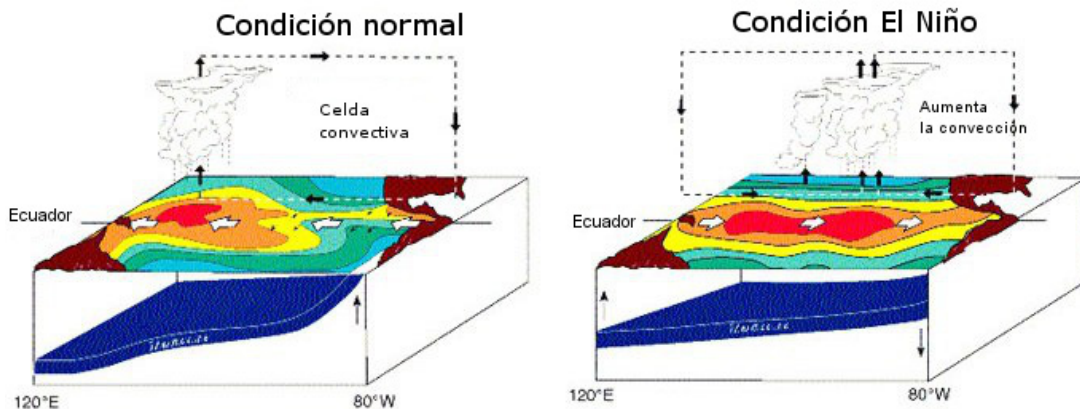 Condición normal
Celda
convectiva
Ecuador
120°E
80°W
Condición El Niño
Aumenta
la convección
Ecuador
120°E
80°W